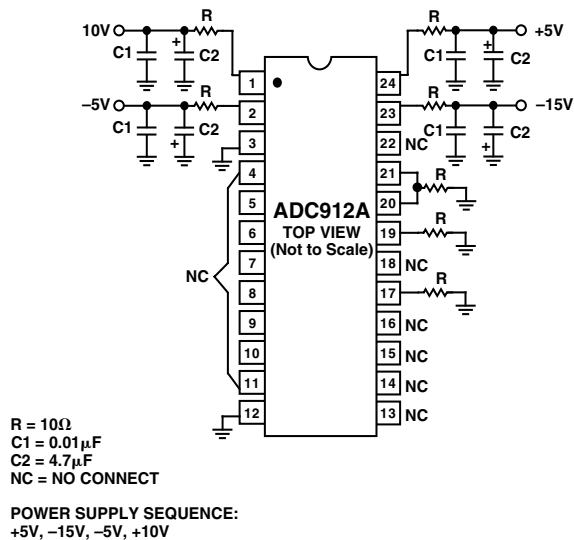 10V
R
C1
C2
+
–5V
R
C1
C2
+
R
+5V
C1
C2
+
R
–15V
C1
C2
+
1
2
3
4
5
6
7
8
9
10
11
12
NC
ADC912A
TOP VIEW
(Not to Scale)
24
23
22 NC
21
20
R
19
R
18 NC
17
R
16 NC
15 NC
14 NC
13 NC
R = 10Ω
C1 = 0.01μF
C2 = 4.7μF
NC = NO CONNECT
POWER SUPPLY SEQUENCE:
+5V, –15V, –5V, +10V